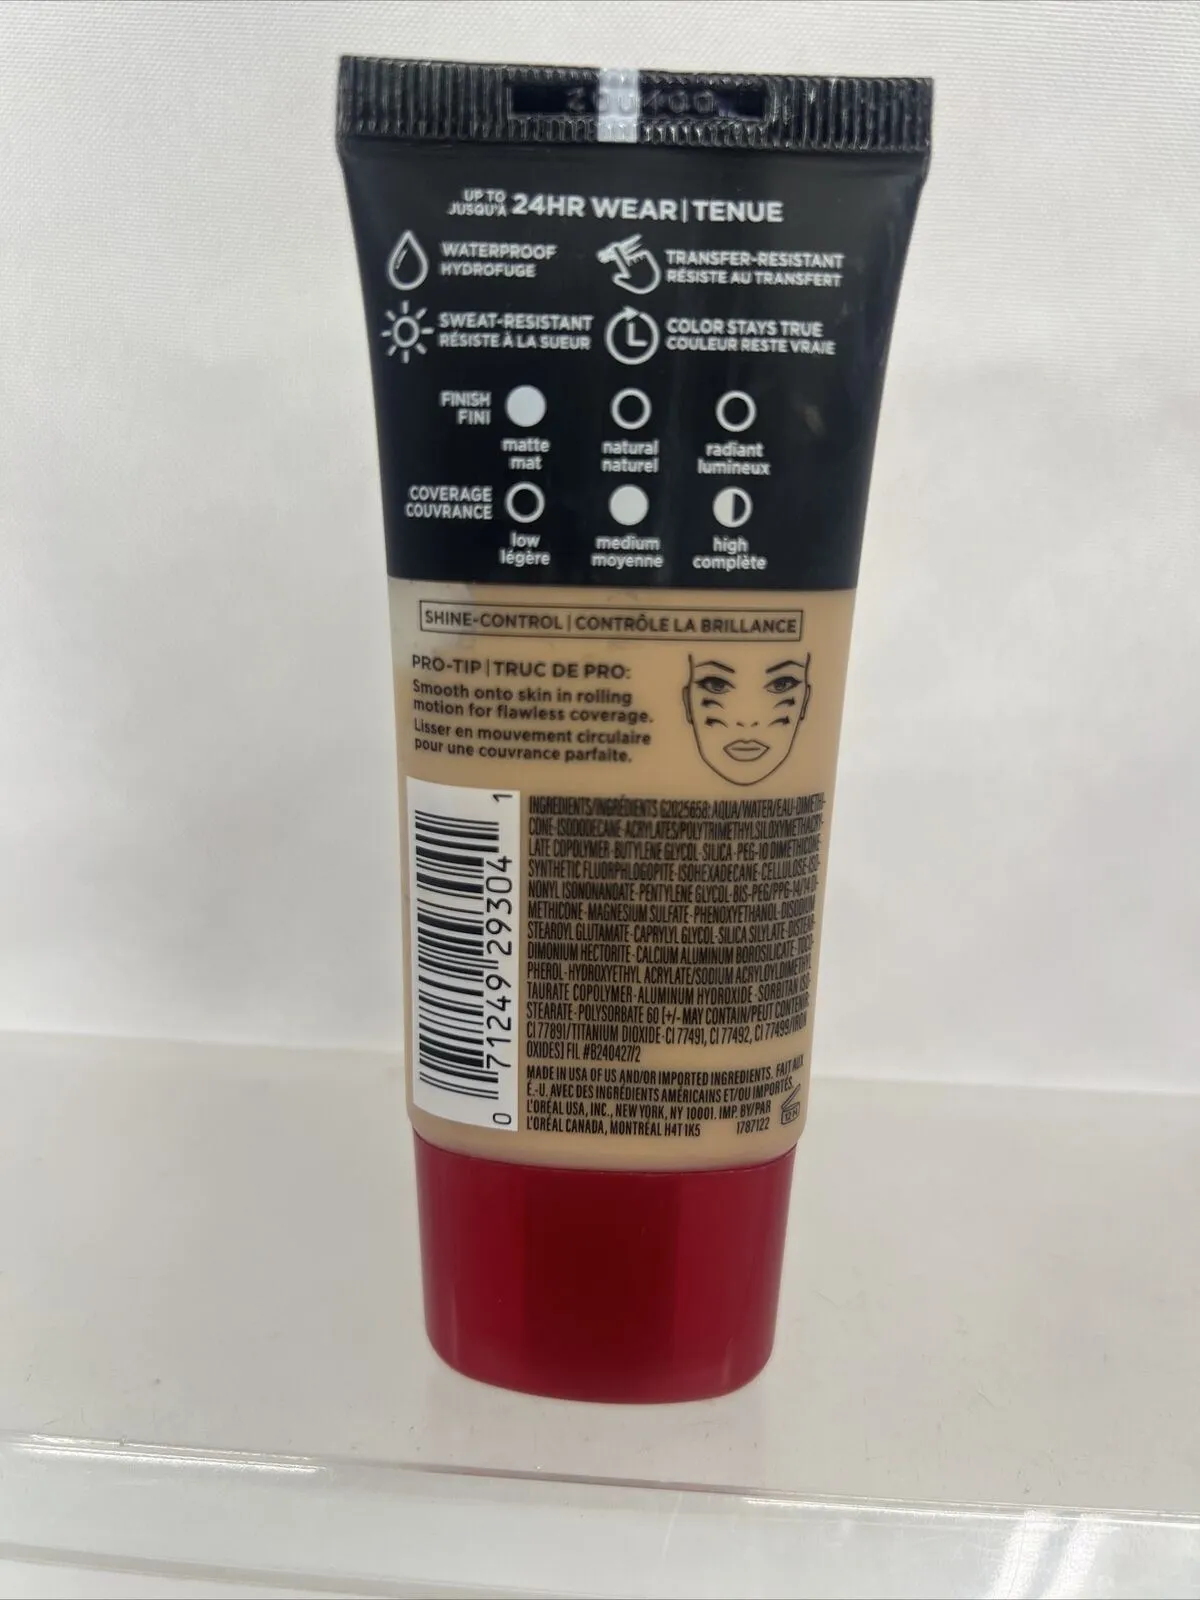 UP TO
JUSQU'À
24HR WEAR | TENUE
WATERPROOF
HYDROFUGE
TRANSFER-RESISTANT
RÉSISTE AU TRANSFERT
SWEAT-RESISTANT
RÉSISTE À LA SUEUR
COLOR STAYS TRUE
COULEUR RESTE VRAIE
FINISH
FINI
matte
mat
natural
naturel
radiant
lumineux
COVERAGE
COUVRANCE
low
légère
medium
moyenne
high
complète
SHINE-CONTROL | CONTRÔLE LA BRILLANCE
PRO-TIP | TRUC DE PRO:
Smooth onto skin in rolling
motion for flawless coverage.
Lisser en mouvement circulaire
pour une couvrance parfaite.
0 71249 29304 1
INGREDIENTS/INGRÉDIENTS G2025658: AQUA/WATER/EAU·DIMETHI-
CONE·ISODODECANE·ACRYLATES/POLYTRIMETHYLSILOXYMETHACRY-
LATE COPOLYMER·BUTYLENE GLYCOL·SILICA·PEG-10 DIMETHICONE·
SYNTHETIC FLUORPHLOGOPITE·ISOHEXADECANE·CELLULOSE·ISO-
NONYL ISONONANOATE·PENTYLENE GLYCOL·BIS-PEG/PPG-14/14 DI-
METHICONE·MAGNESIUM SULFATE·PHENOXYETHANOL·DISODIUM
STEAROYL GLUTAMATE·CAPRYLYL GLYCOL·SILICA SILYLATE·DISTEAR-
DIMONIUM HECTORITE·CALCIUM ALUMINUM BOROSILICATE·TOCO-
PHEROL·HYDROXYETHYL ACRYLATE/SODIUM ACRYLOYLDIMETHYL
TAURATE COPOLYMER·ALUMINUM HYDROXIDE·SORBITAN ISO-
STEARATE·POLYSORBATE 60 [+/- MAY CONTAIN/PEUT CONTENIR
CI 77891/TITANIUM DIOXIDE·CI 77491, CI 77492, CI 77499/IRON
OXIDES] FIL #B240427/2
MADE IN USA OF US AND/OR IMPORTED INGREDIENTS. FAIT AUX
É.-U. AVEC DES INGRÉDIENTS AMÉRICAINS ET/OU IMPORTÉS.
L'ORÉAL USA, INC., NEW YORK, NY 10001. IMP. BY/PAR
L'ORÉAL CANADA, MONTRÉAL H4T 1K5
1787122
12 M